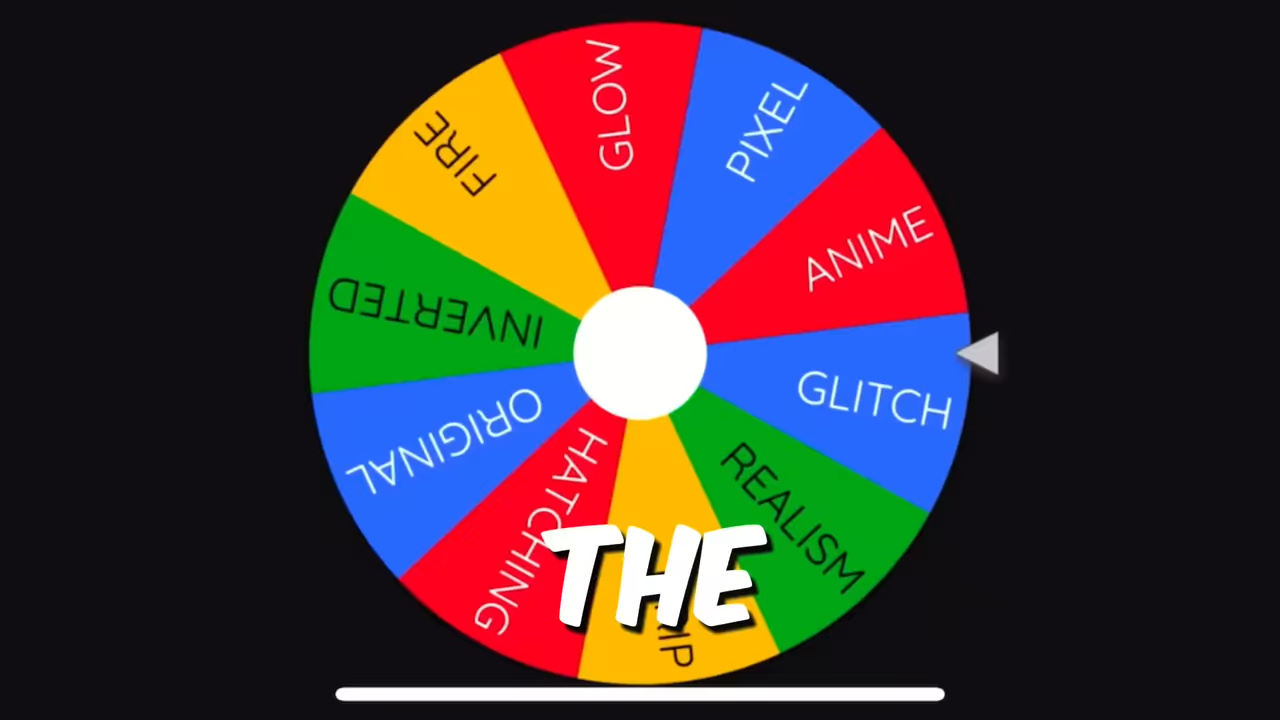 GLOW
PIXEL
ANIME
GLITCH
REALISM
HATCHING
ORIGINAL
INVERTED
FIRE
THE